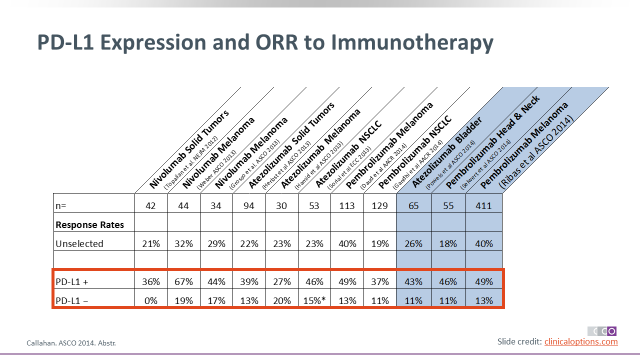 PD-L1 Expression and ORR to Immunotherapy
Nivolumab Solid Tumors
Nivolumab Melanoma
Nivolumab Melanoma
Atezolizumab Solid Tumors
Atezolizumab Melanoma
Atezolizumab NSCLC
Pembrolizumab Melanoma
Pembrolizumab NSCLC
Atezolizumab Bladder
Pembrolizumab Head & Neck
Pembrolizumab Melanoma
(Ribas et al ASCO 2014)
n= 42 44 34 94 30 53 113 129 65 55 411
Response Rates
Unselected 21% 32% 29% 22% 23% 23% 40% 19% 26% 18% 40%
PD-L1 + 36% 67% 44% 39% 27% 46% 49% 37% 43% 46% 49%
PD-L1 – 0% 19% 17% 13% 20% 15%* 13% 11% 11% 11% 13%
Callahan. ASCO 2014. Abstr.
CCO
Slide credit: clinicaloptions.com